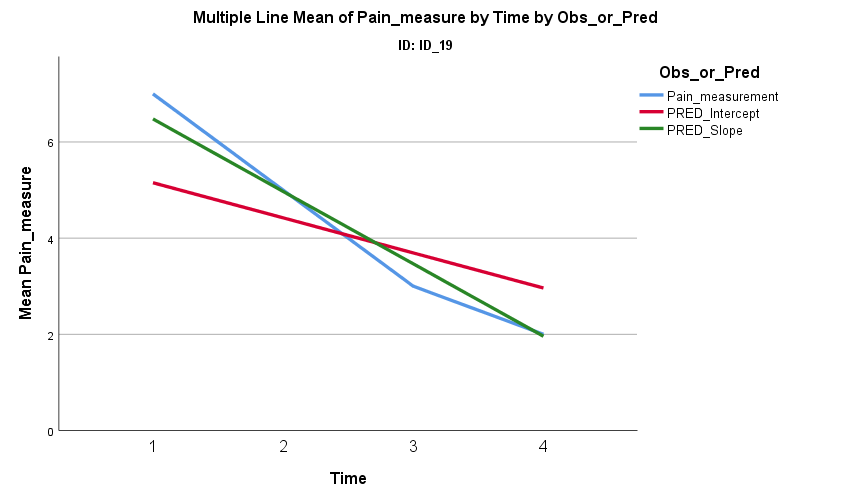 Multiple Line Mean of Pain_measure by Time by Obs_or_Pred
ID: ID_19
Obs_or_Pred
Pain_measurement
PRED_Intercept
PRED_Slope
Mean Pain_measure
6
4
2
0
1 2 3 4
Time